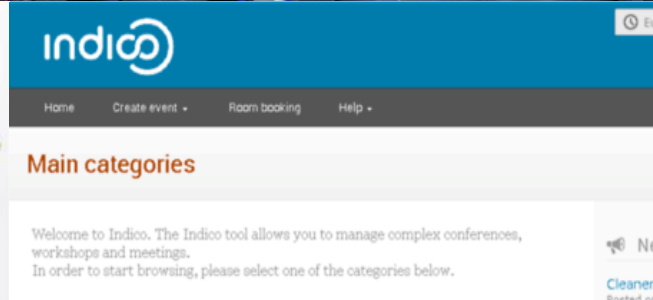 indico
Home Create event Room booking Help
Main categories
Welcome to Indico. The Indico tool allows you to manage complex conferences,
workshops and meetings.
In order to start browsing, please select one of the categories below.
Cleaner